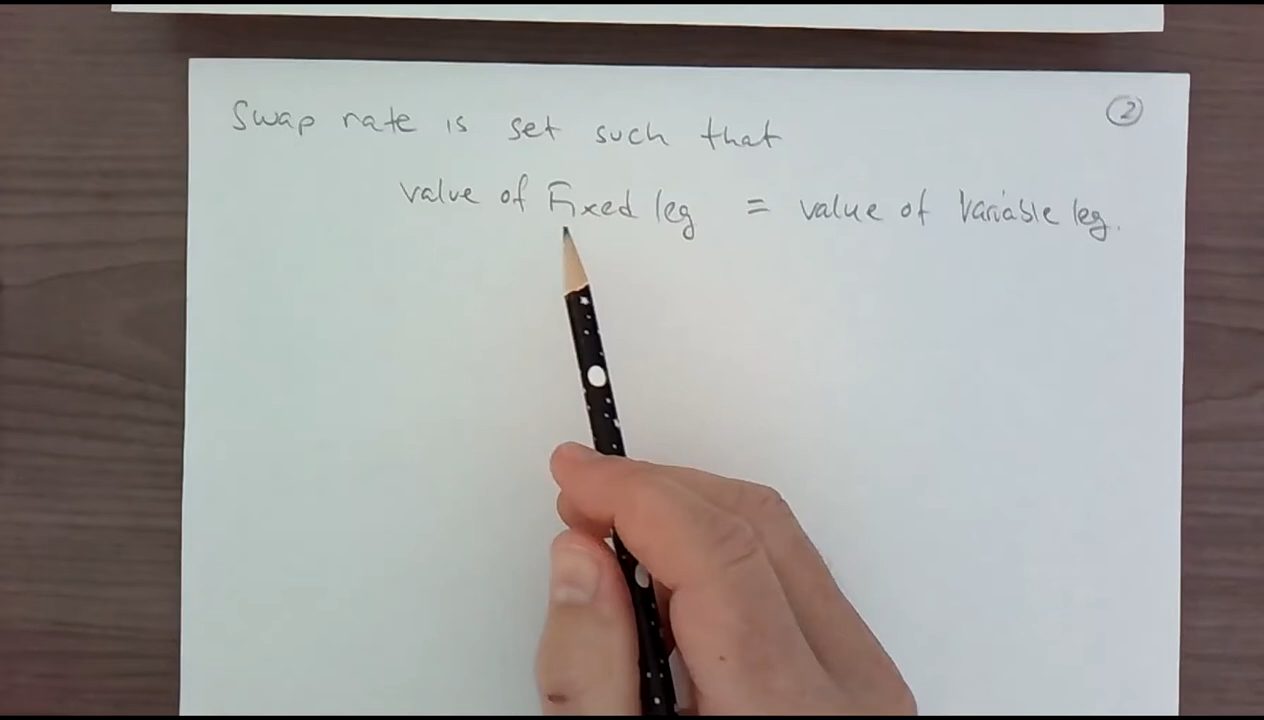 Swap rate is set such that
②
value of Fixed leg = value of Variable leg.